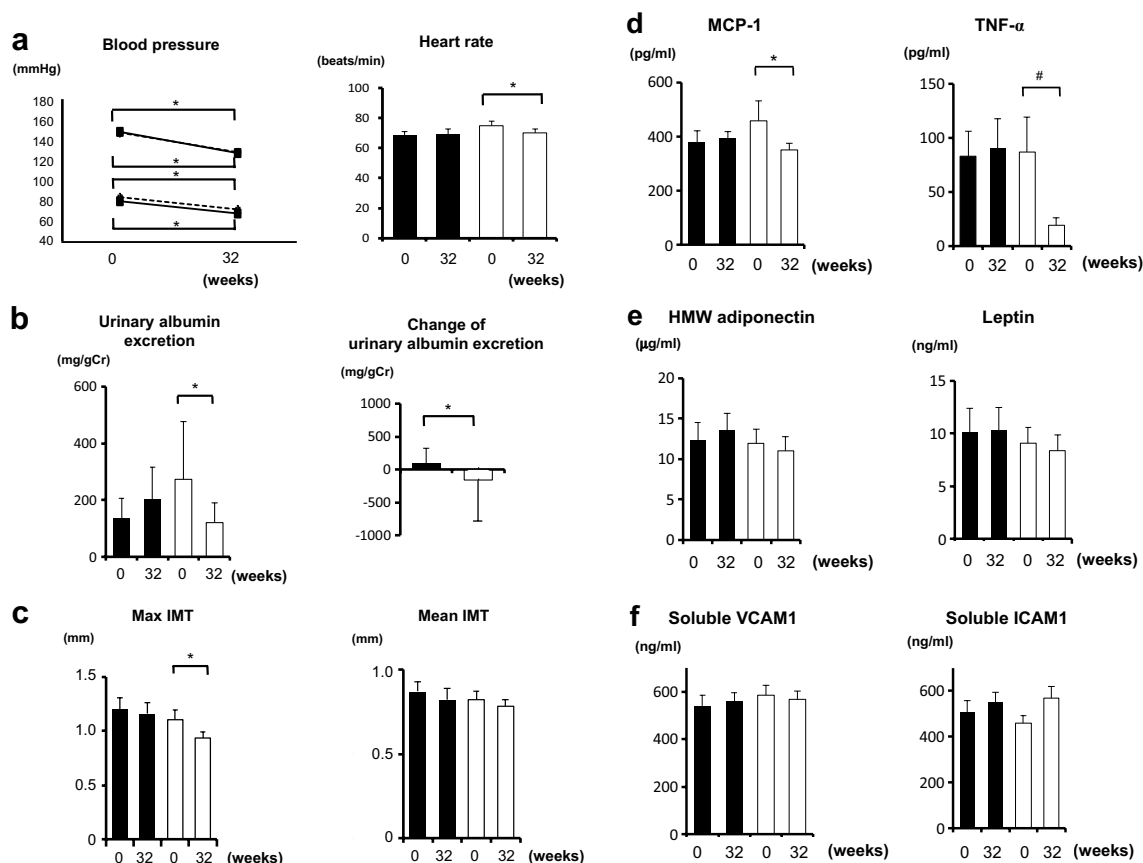 a
Blood pressure
(mmHg)
180
160
140
120
100
80
60
40
*
*
*
*
0
32
(weeks)
Heart rate
(beats/min)
100
80
60
40
20
0
*
0 32 0 32
(weeks)
b
Urinary albumin
excretion
(mg/gCr)
600
400
200
0
*
0 32 0 32 (weeks)
Change of
urinary albumin excretion
(mg/gCr)
1000
500
0
-500
-1000
*
c
Max IMT
(mm)
1.5
1.0
0.5
0
*
0 32 0 32 (weeks)
Mean IMT
(mm)
1.0
0.5
0
0 32 0 32 (weeks)
d
MCP-1
(pg/ml)
600
400
200
0
*
0 32 0 32 (weeks)
TNF-α
(pg/ml)
150
100
50
0
#
0 32 0 32 (weeks)
e
HMW adiponectin
(μg/ml)
20
15
10
5
0
0 32 0 32 (weeks)
Leptin
(ng/ml)
15
10
5
0
0 32 0 32 (weeks)
f
Soluble VCAM1
(ng/ml)
600
400
200
0
0 32 0 32 (weeks)
Soluble ICAM1
(ng/ml)
600
400
200
0
0 32 0 32 (weeks)